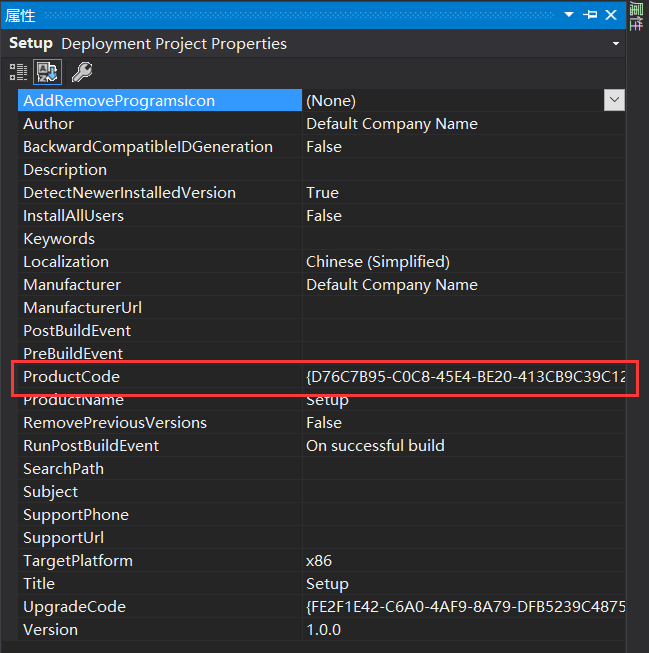 属性
Setup Deployment Project Properties
AddRemoveProgramsIcon (None)
Author Default Company Name
BackwardCompatibleIDGeneration False
Description
DetectNewerInstalledVersion True
InstallAllUsers False
Keywords
Localization Chinese (Simplified)
Manufacturer Default Company Name
ManufacturerUrl
PostBuildEvent
PreBuildEvent
ProductCode {D76C7B95-C0C8-45E4-BE20-413CB9C39C12
ProductName Setup
RemovePreviousVersions False
RunPostBuildEvent On successful build
SearchPath
Subject
SupportPhone
SupportUrl
TargetPlatform x86
Title Setup
UpgradeCode {FE2F1E42-C6A0-4AF9-8A79-DFB5239C4875
Version 1.0.0
属性